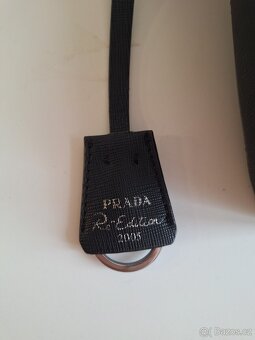 PRADA
Re-Edition
2005
Bazos.cz